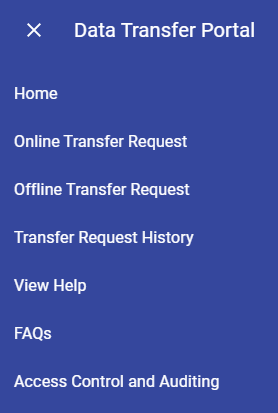 Data Transfer Portal
Home
Online Transfer Request
Offline Transfer Request
Transfer Request History
View Help
FAQs
Access Control and Auditing